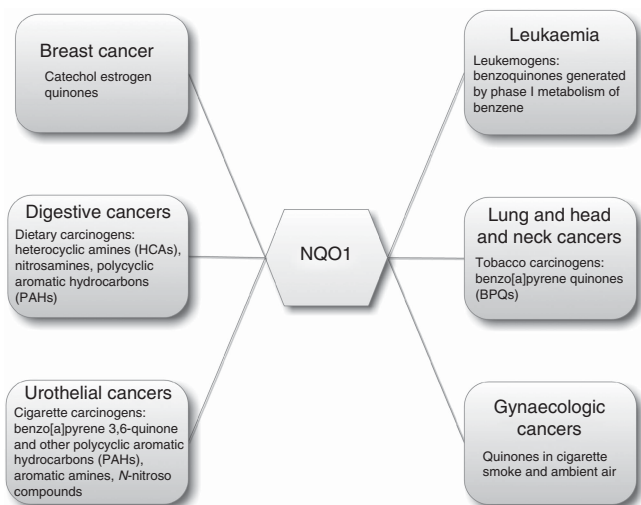 Breast cancer
Catechol estrogen
quinones
Leukaemia
Leukemogens:
benzoquinones generated
by phase I metabolism of
benzene
Digestive cancers
Dietary carcinogens:
heterocyclic amines (HCAs),
nitrosamines, polycyclic
aromatic hydrocarbons
(PAHs)
NQO1
Lung and head
and neck cancers
Tobacco carcinogens:
benzo[a]pyrene quinones
(BPQs)
Urothelial cancers
Cigarette carcinogens:
benzo[a]pyrene 3,6-quinone
and other polycyclic aromatic
hydrocarbons (PAHs),
aromatic amines, N-nitroso
compounds
Gynaecologic
cancers
Quinones in cigarette
smoke and ambient air